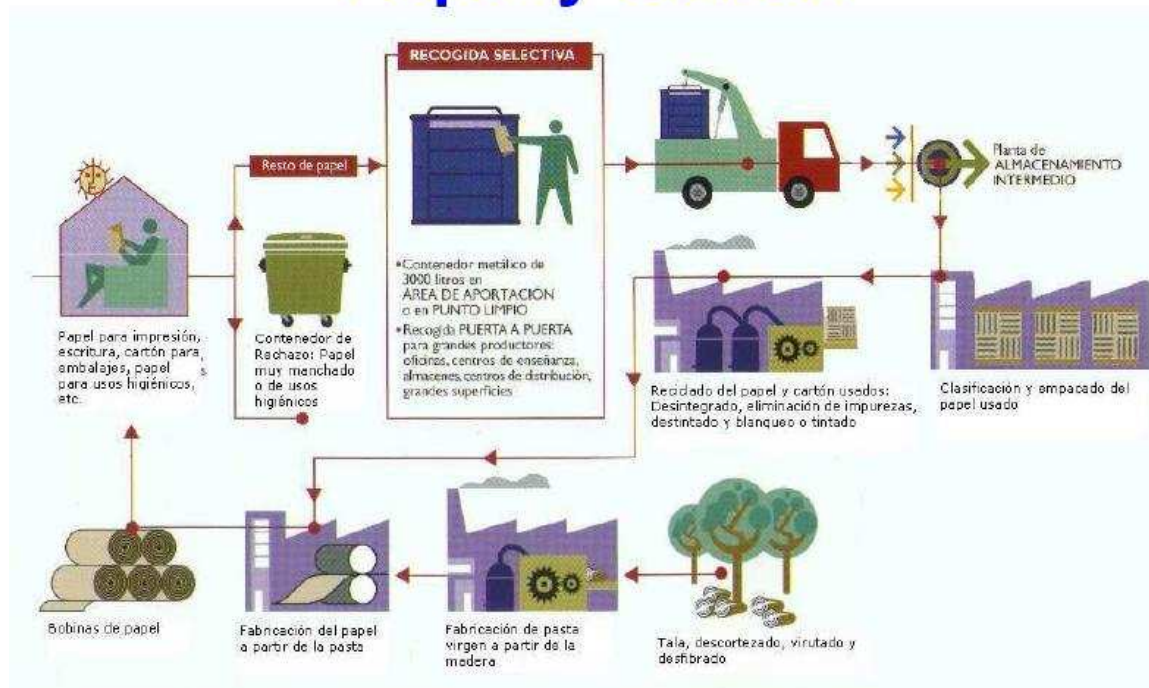 RECOGIDA SELECTIVA
Resto de papel
Planta de
ALMACENAMIENTO
INTERMEDIO
•Contenedor metálico de
3000 litros en
ÁREA DE APORTACIÓN
o en PUNTO LIMPIO
•Recogida PUERTA A PUERTA
para grandes productores:
oficinas, centros de enseñanza,
almacenes, centros de distribución,
grandes superficies
Papel para impresión,
escritura, cartón para
embalajes, papel
para usos higiénicos,
etc.
Contenedor de
Rechazo: Papel
muy manchado
o de usos
higiénicos
Reciclado del papel y cartón usados:
Desintegrado, eliminación de impurezas,
destintado y blanqueo o tintado
Clasificación y empacado del
papel usado
Bobinas de papel
Fabricación del papel
a partir de la pasta
Fabricación de pasta
virgen a partir de la
madera
Tala, descortezado, virutado y
desfibrado